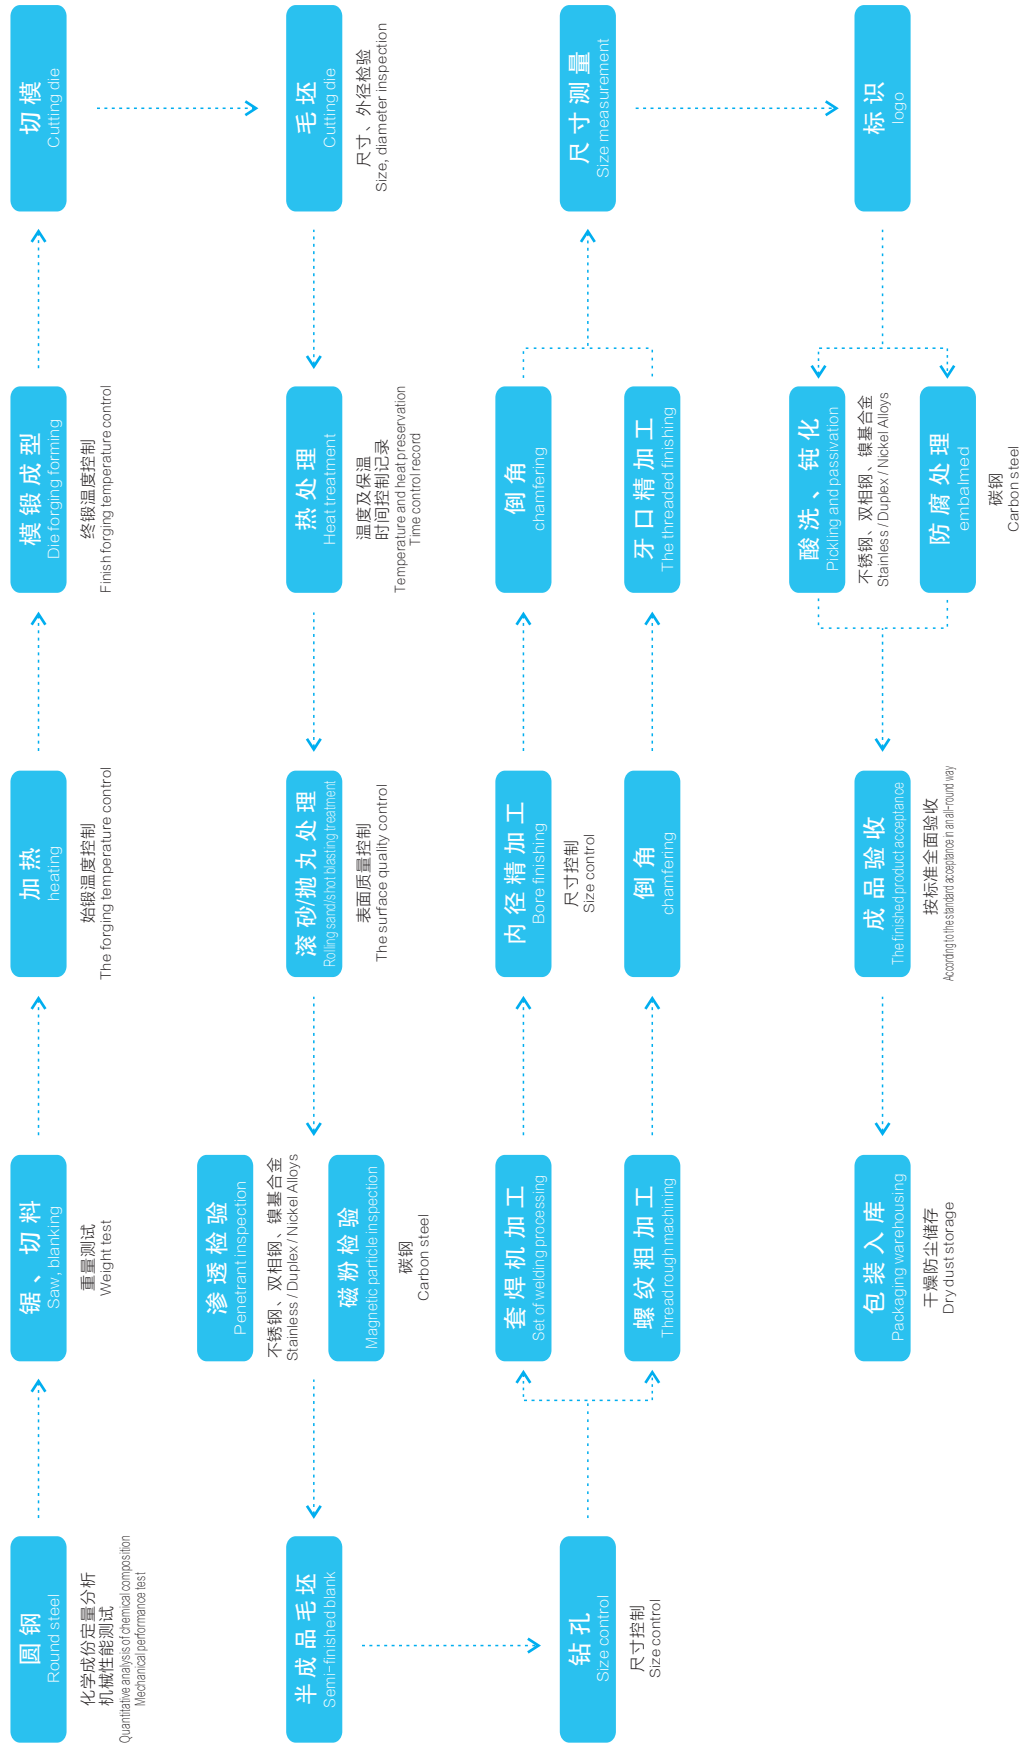 圆钢
Round steel
化学成份定量分析
机械性能测试
Quantitative analysis of chemical composition
Mechanical performance test
锯、切料
Saw, blanking
重量测试
Weight test
加热
heating
始锻温度控制
The forging temperature control
模锻成型
Die forging forming
终锻温度控制
Finish forging temperature control
切模
Cutting die
毛坯
Cutting die
尺寸、外径检验
Size, diameter inspection
热处理
Heat treatment
温度及保温
时间控制记录
Temperature and heat preservation
Time control record
滚砂/抛丸处理
Rolling sand/shot blasting treatment
表面质量控制
The surface quality control
渗透检验
Penetrant inspection
不锈钢、双相钢、镍基合金
Stainless / Duplex / Nickel Alloys
磁粉检验
Magnetic particle inspection
碳钢
Carbon steel
半成品毛坯
Semi-finished blank
钻孔
Size control
尺寸控制
Size control
套焊机加工
Set of welding processing
内径精加工
Bore finishing
尺寸控制
Size control
倒角
chamfering
螺纹粗加工
Thread rough machining
倒角
chamfering
牙口精加工
The threaded finishing
尺寸测量
Size measurement
标识
logo
酸洗、钝化
Pickling and passivation
不锈钢、双相钢、镍基合金
Stainless / Duplex / Nickel Alloys
防腐处理
embalmed
碳钢
Carbon steel
成品验收
The finished product acceptance
按标准全面验收
According to the standard acceptance in an all-round way
包装入库
Packaging warehousing
干燥防尘储存
Dry dust storage